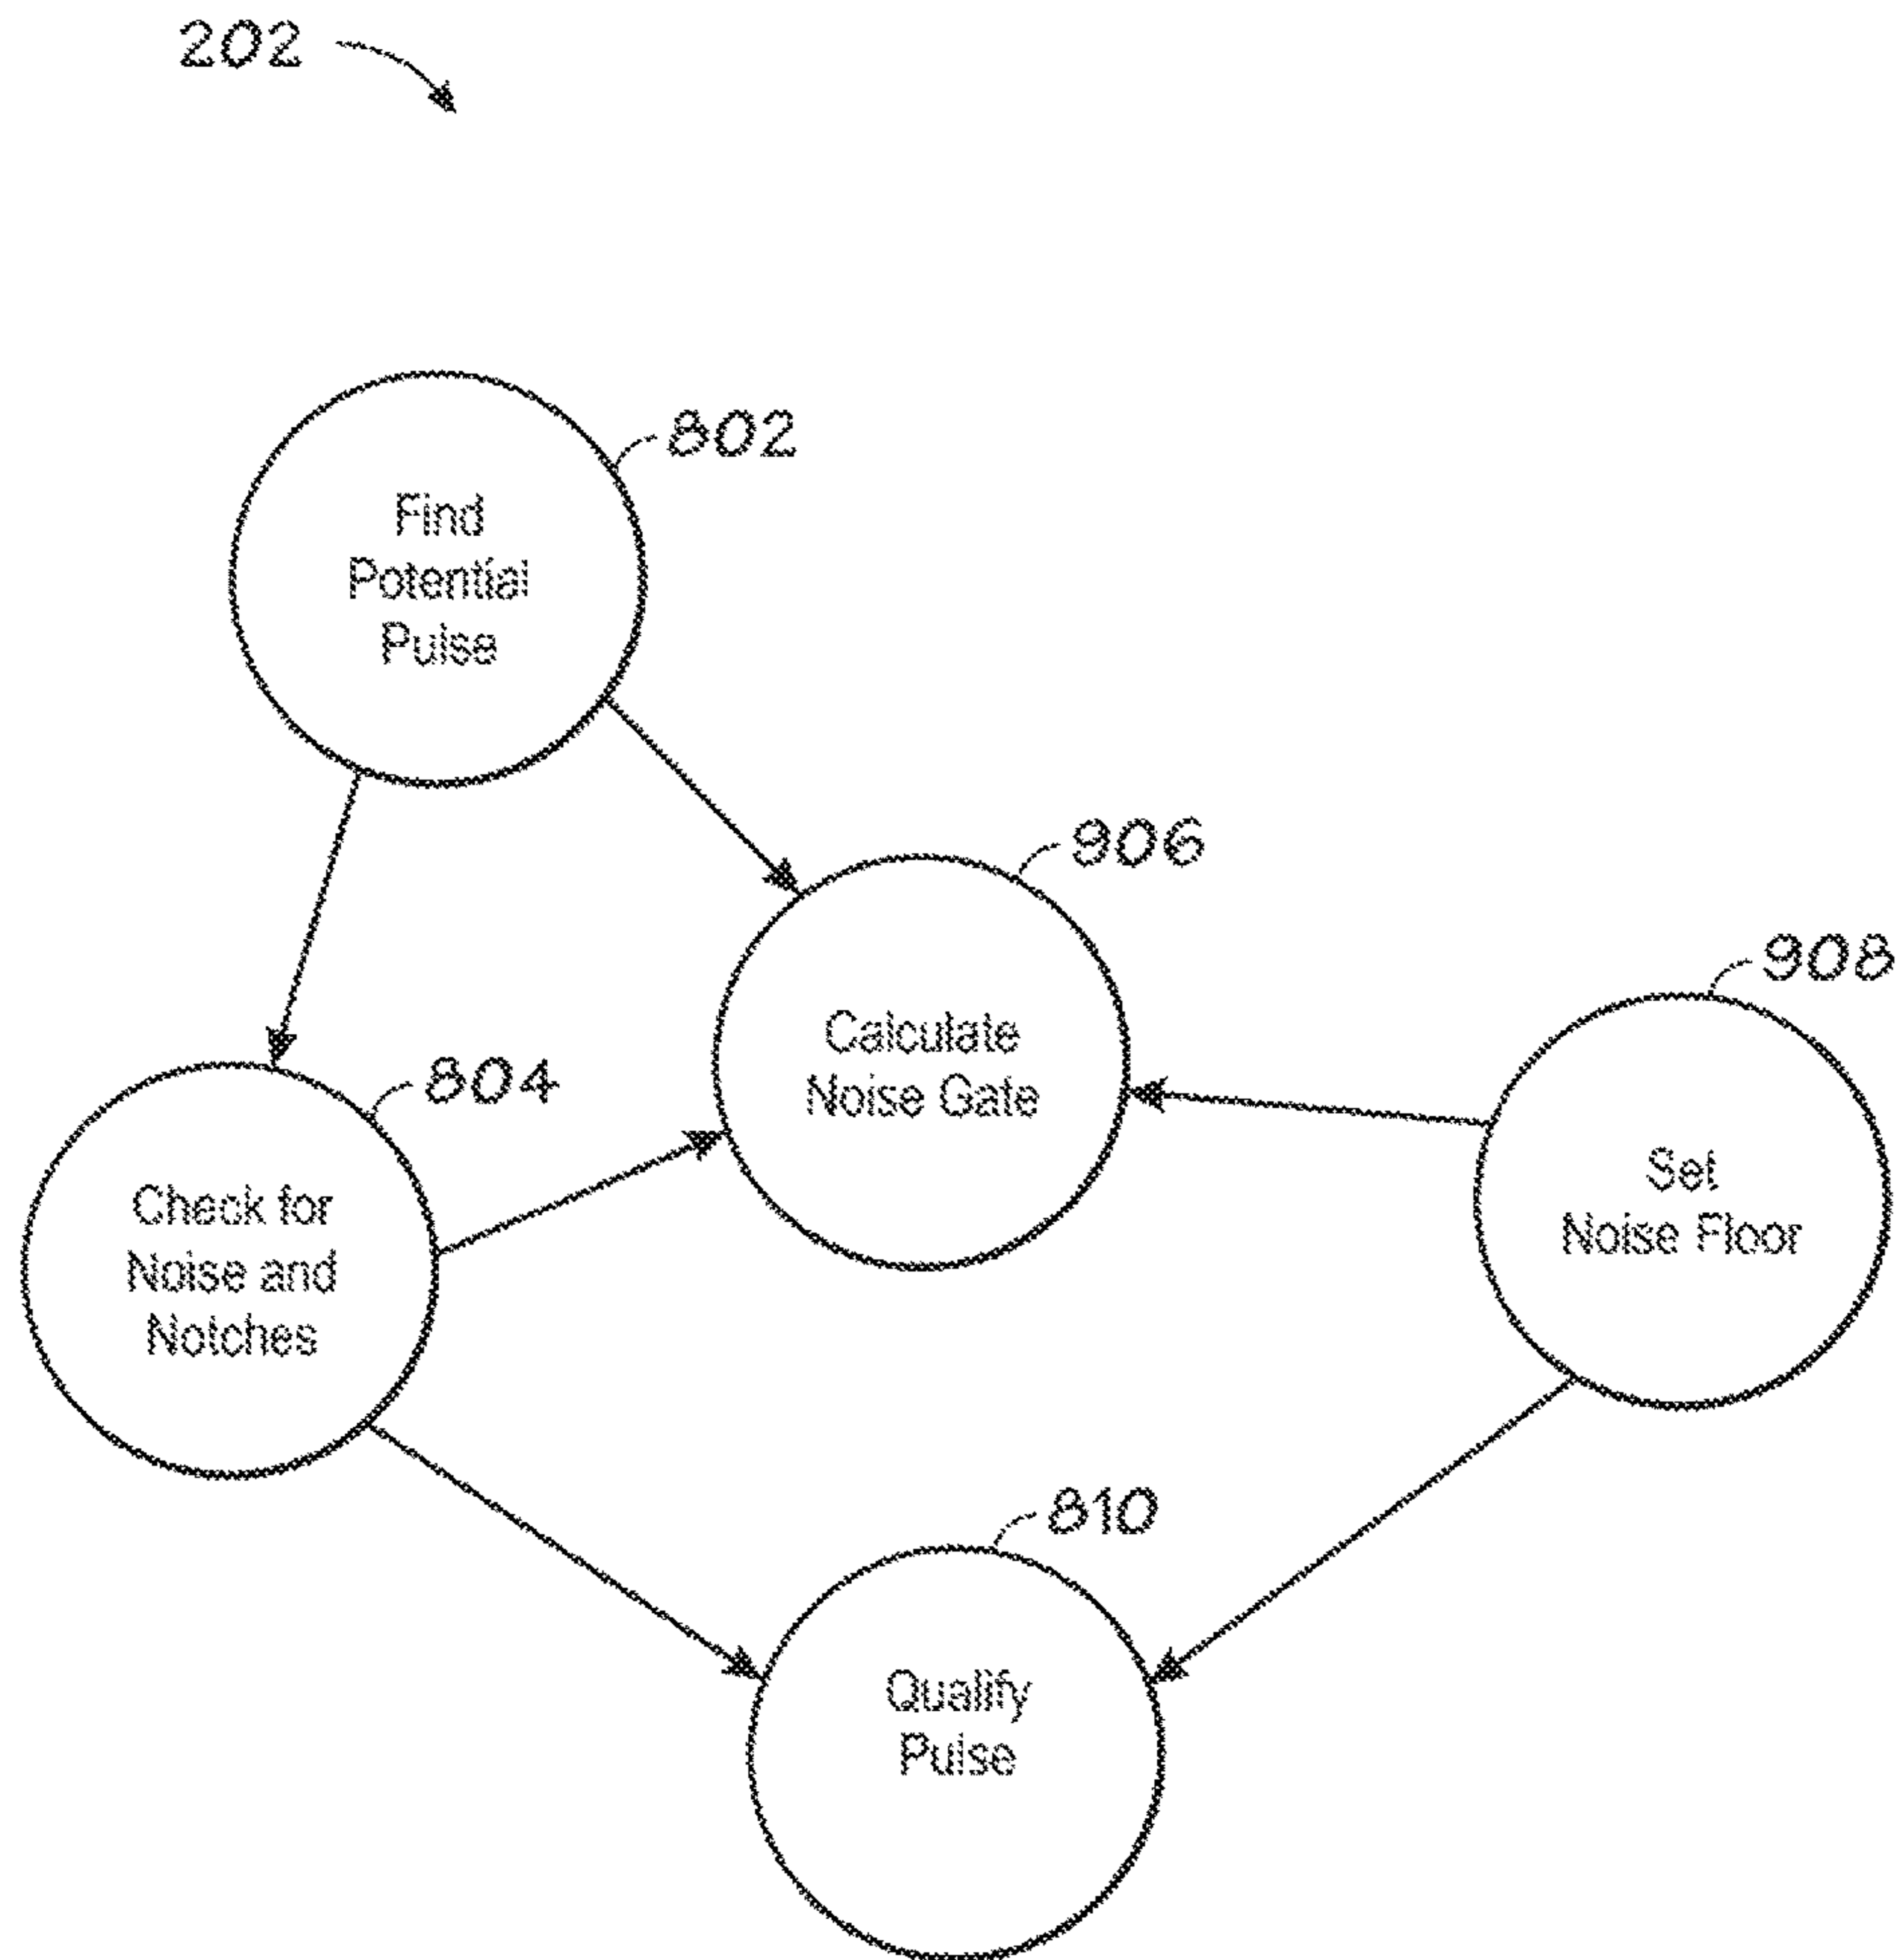 202
802
Find
Potential
Pulse
906
Calculate
Noise Gate
908
Set
Noise Floor
804
Check for
Noise and
Notches
810
Qualify
Pulse